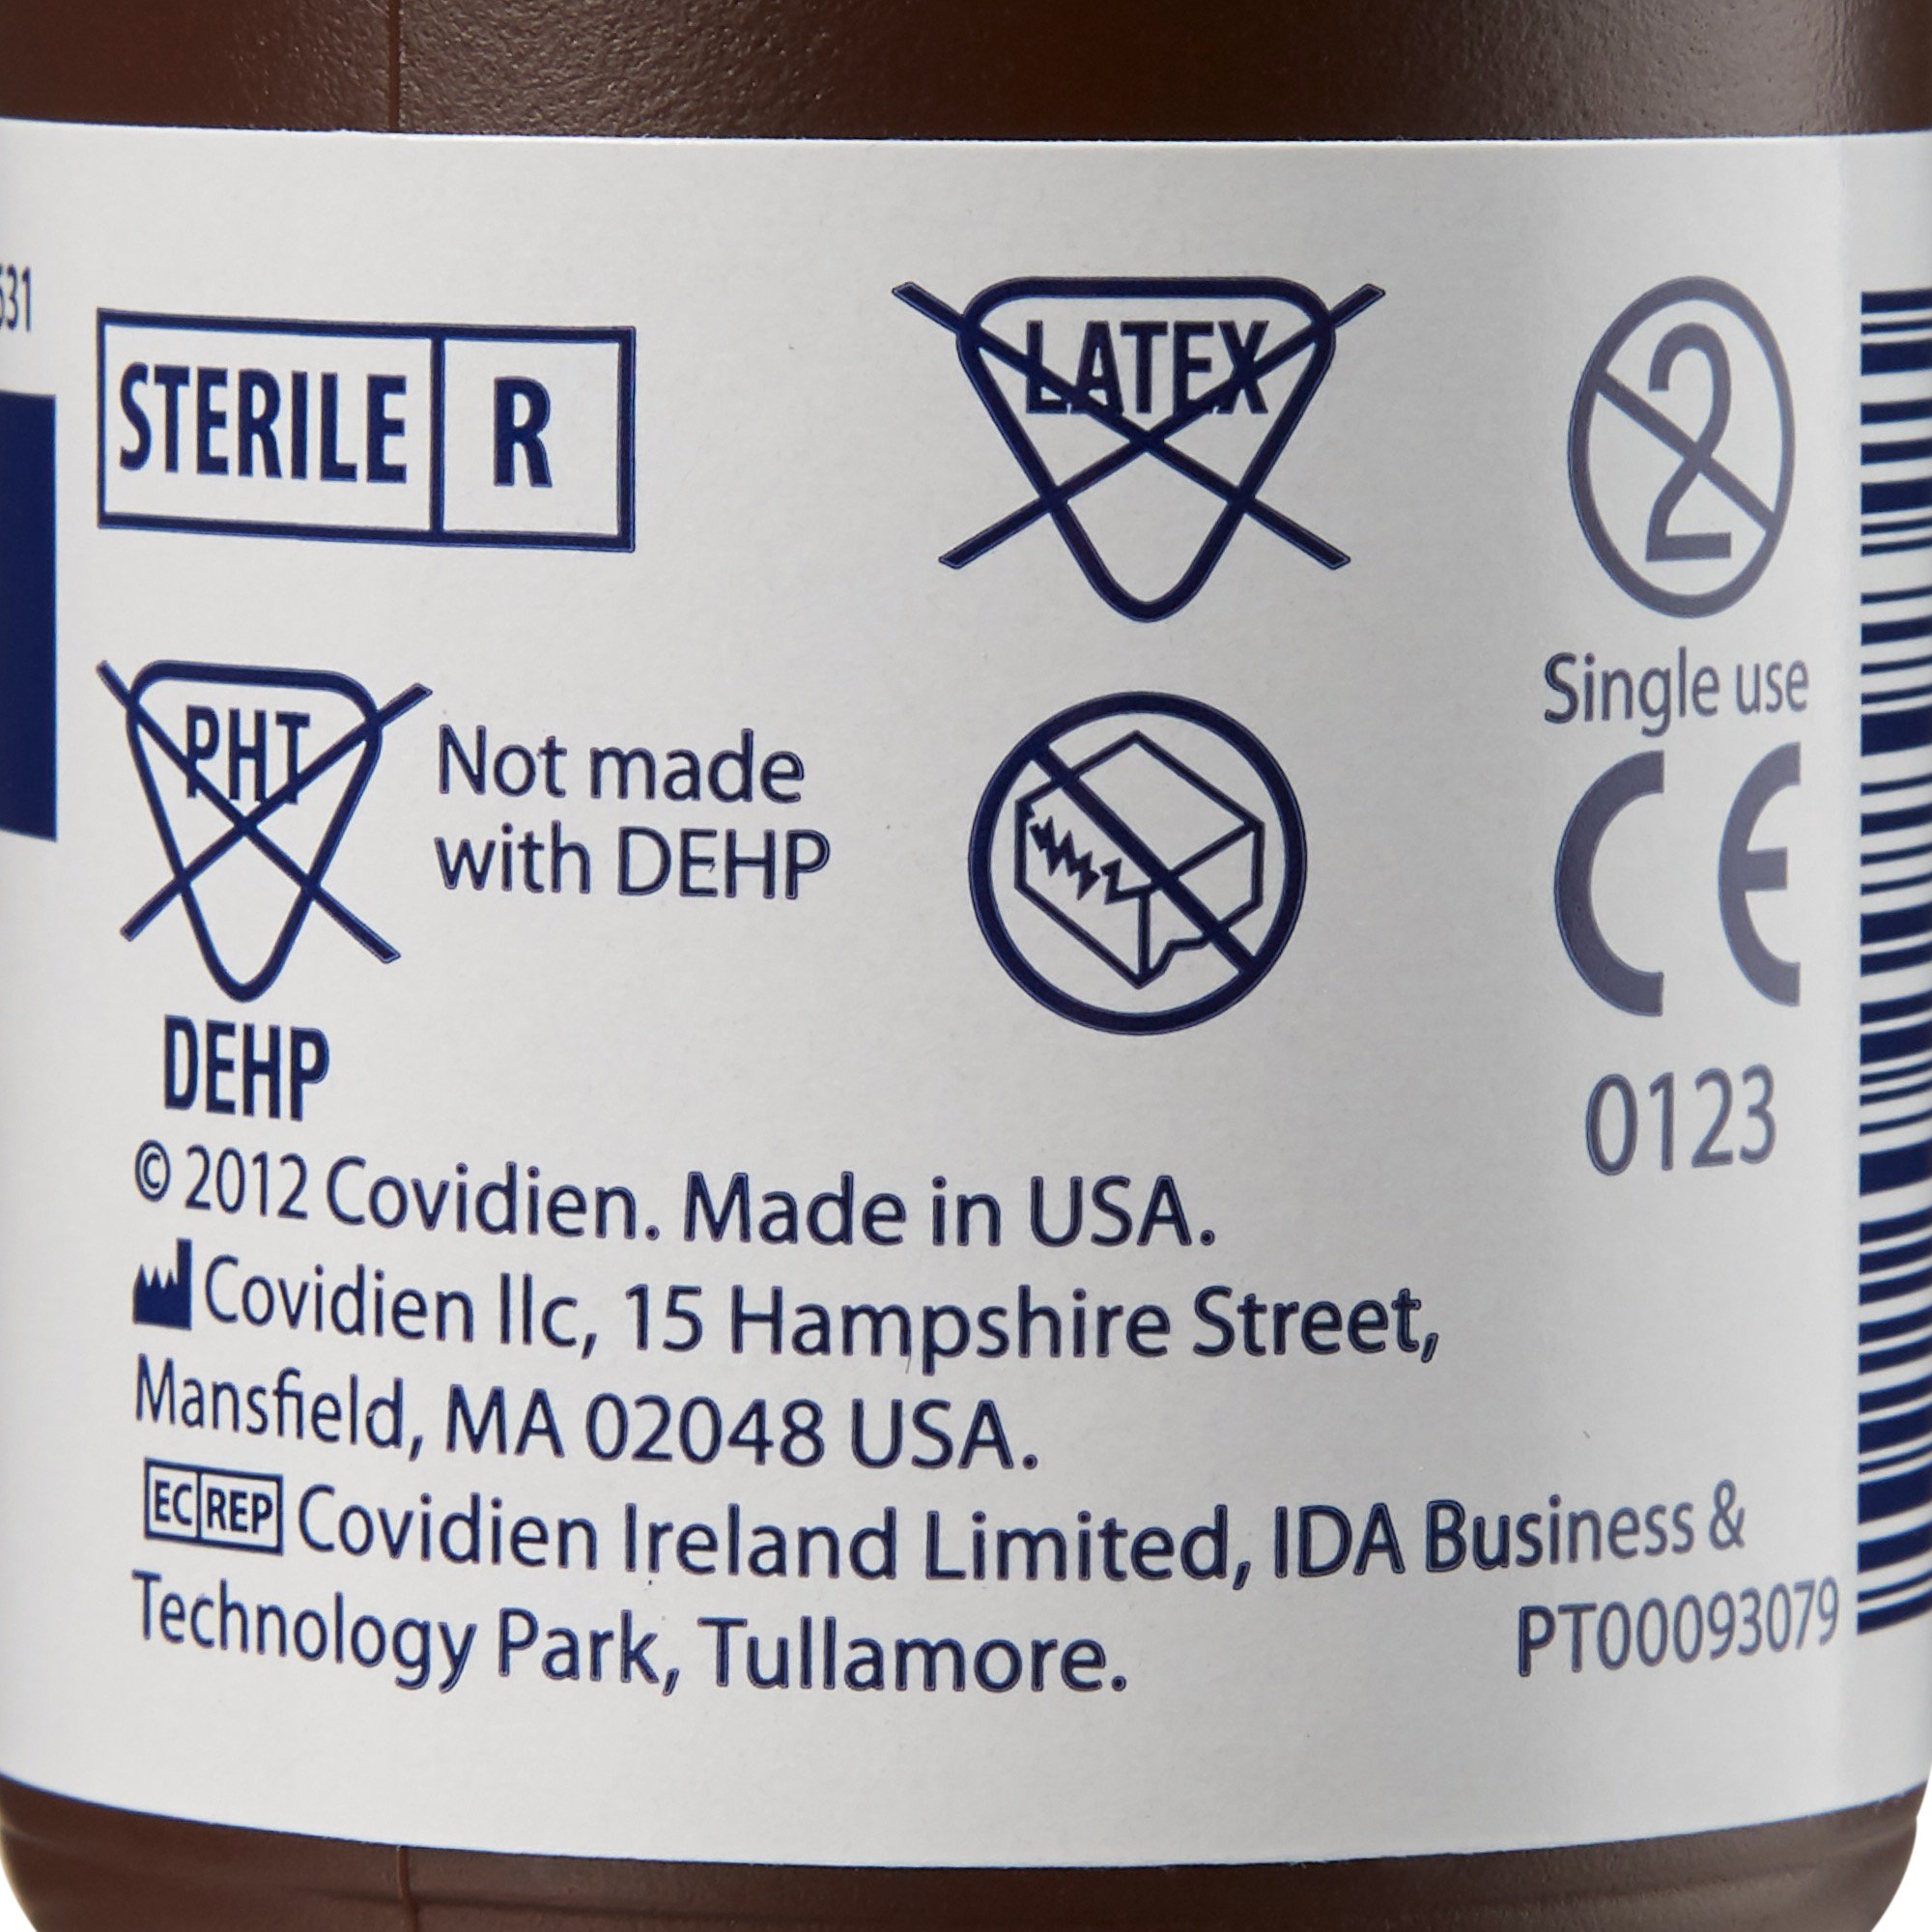 STERILE R
LATEX
2
Single use
PHT
Not made
with DEHP
DEHP
CE
0123
© 2012 Covidien. Made in USA.
Covidien llc, 15 Hampshire Street,
Mansfield, MA 02048 USA.
EC REP Covidien Ireland Limited, IDA Business &
Technology Park, Tullamore.
PT00093079